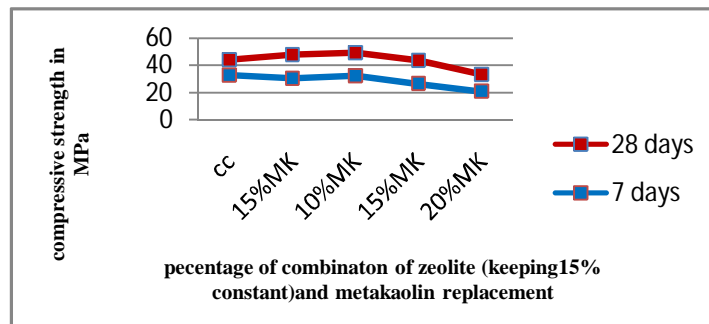 compressive strength in
MPa
60
40
20
0
cc
15%MK
10%MK
15%MK
20%MK
28 days
7 days
pecentage of combinaton of zeolite (keeping15%
constant)and metakaolin replacement